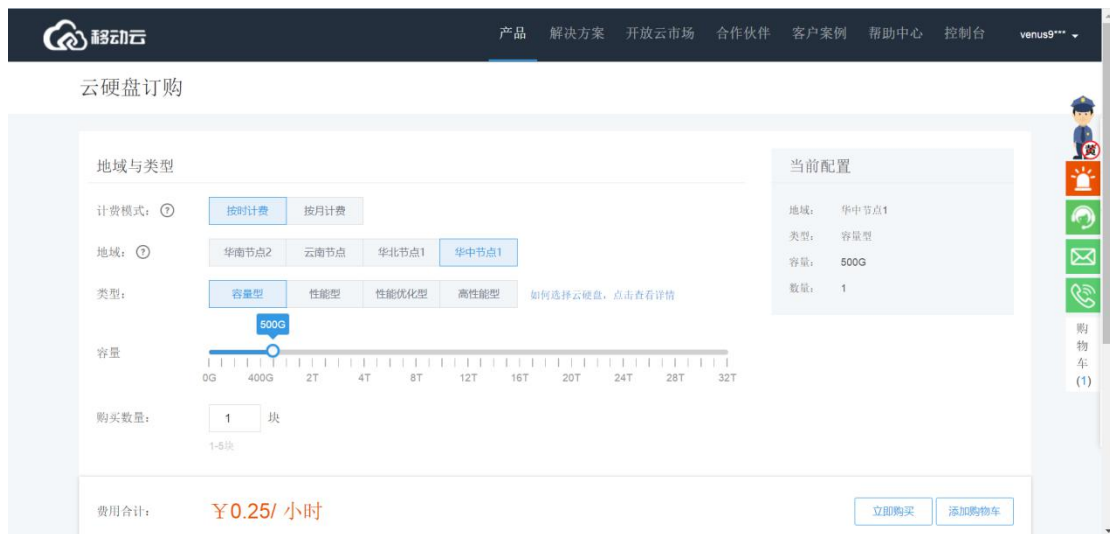 移动云 产品 解决方案 开放云市场 合作伙伴 客户案例 帮助中心 控制台 venus9***
云硬盘订购
地域与类型
计费模式: ? 按时计费 按月计费
地域: ? 华南节点2 云南节点 华北节点1 华中节点1
类型: 容量型 性能型 性能优化型 高性能型 如何选择云硬盘，点击查看详情
500G
容量
0G 400G 2T 4T 8T 12T 16T 20T 24T 28T 32T
购买数量: 1 块
1-5块
费用合计: ￥0.25/ 小时 立即购买 添加购物车
当前配置
地域: 华中节点1
类型: 容量型
容量: 500G
数量: 1
黄
购
物
车
(1)